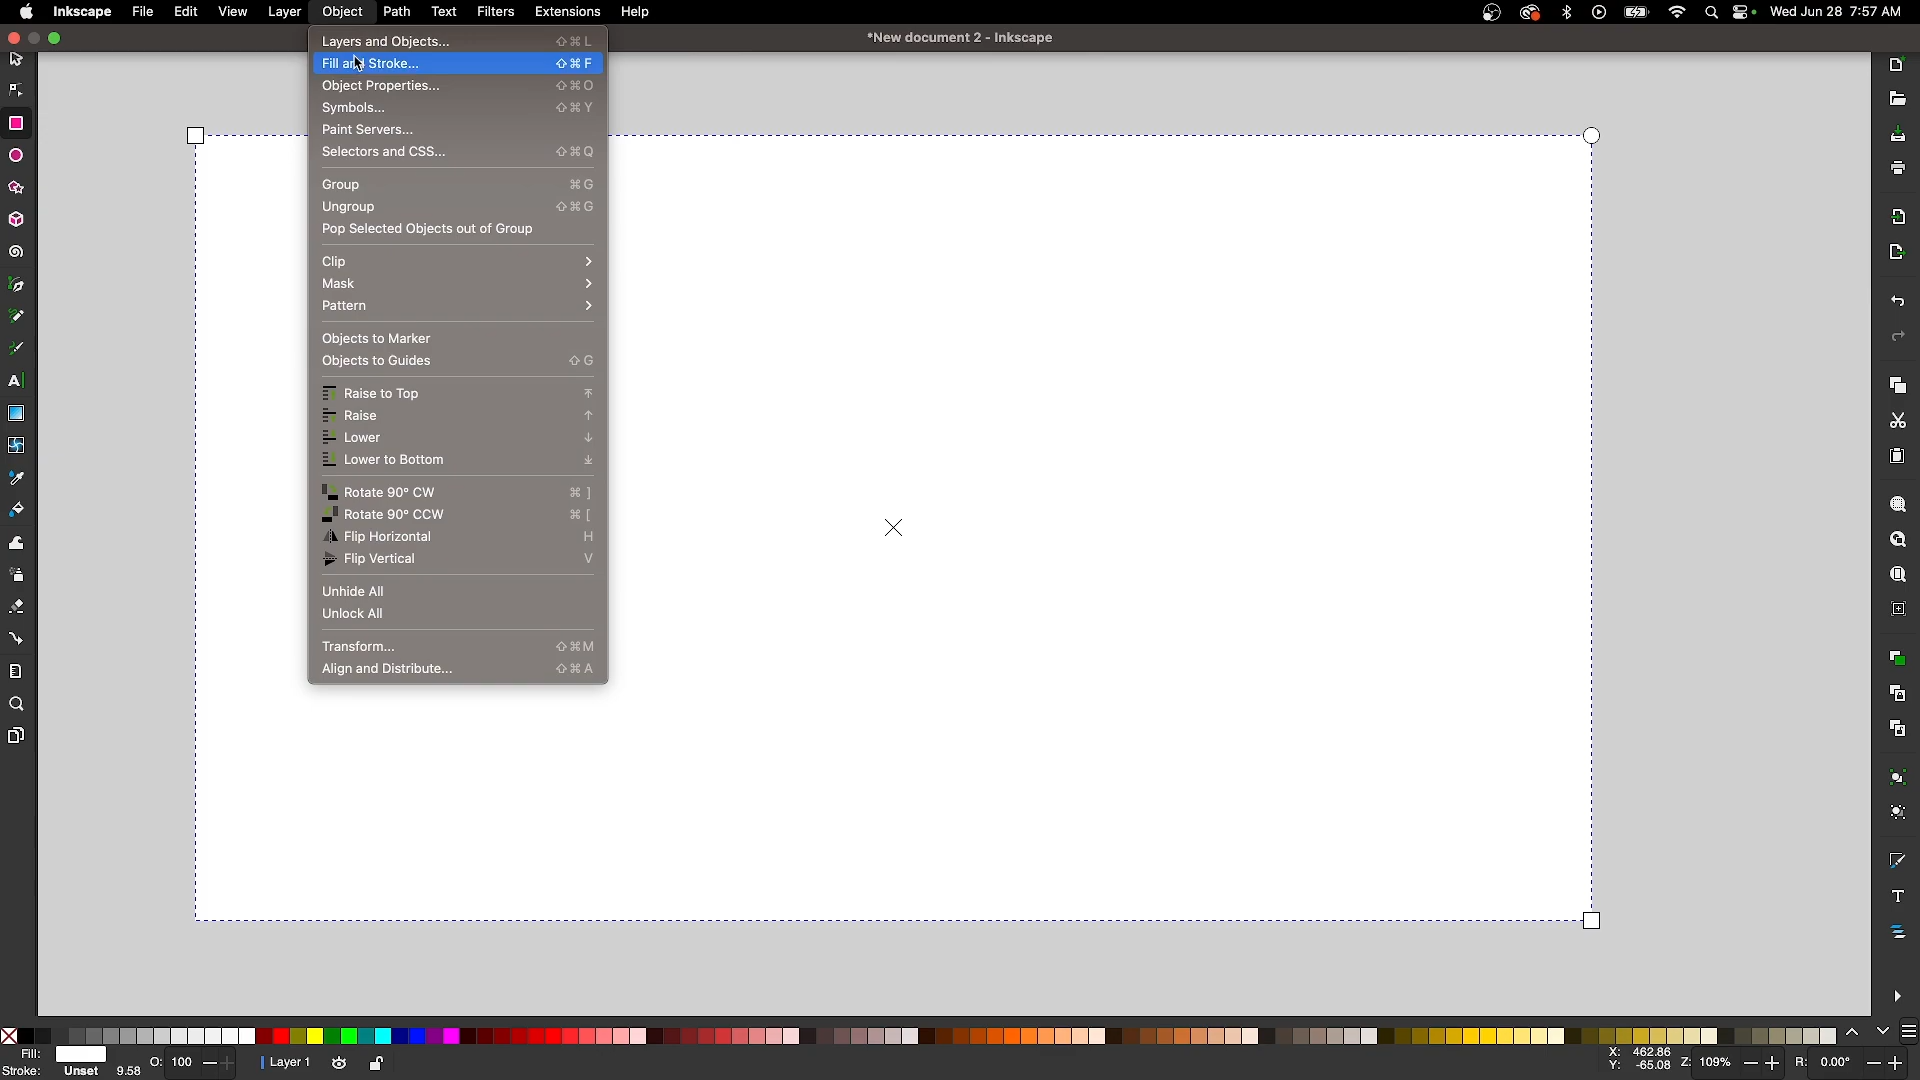 Inkscape File Edit View Layer Object Path Text Filters Extensions Help Wed Jun 28 7:57 AM
*New document 2 - Inkscape
Layers and Objects... ⇧⌘L
Fill and Stroke... ⇧⌘F
Object Properties... ⇧⌘O
Symbols... ⇧⌘Y
Paint Servers...
Selectors and CSS... ⇧⌘Q
Group ⌘G
Ungroup ⇧⌘G
Pop Selected Objects out of Group
Clip
Mask
Pattern
Objects to Marker
Objects to Guides ⇧G
Raise to Top
Raise
Lower
Lower to Bottom
Rotate 90° CW ⌘]
Rotate 90° CCW ⌘[
Flip Horizontal H
Flip Vertical V
Unhide All
Unlock All
Transform... ⇧⌘M
Align and Distribute... ⇧⌘A
Fill:
Stroke: Unset 9.58 O: 100 Layer 1
X: 462.86
Y: -65.08
Z: 109% R: 0.00°